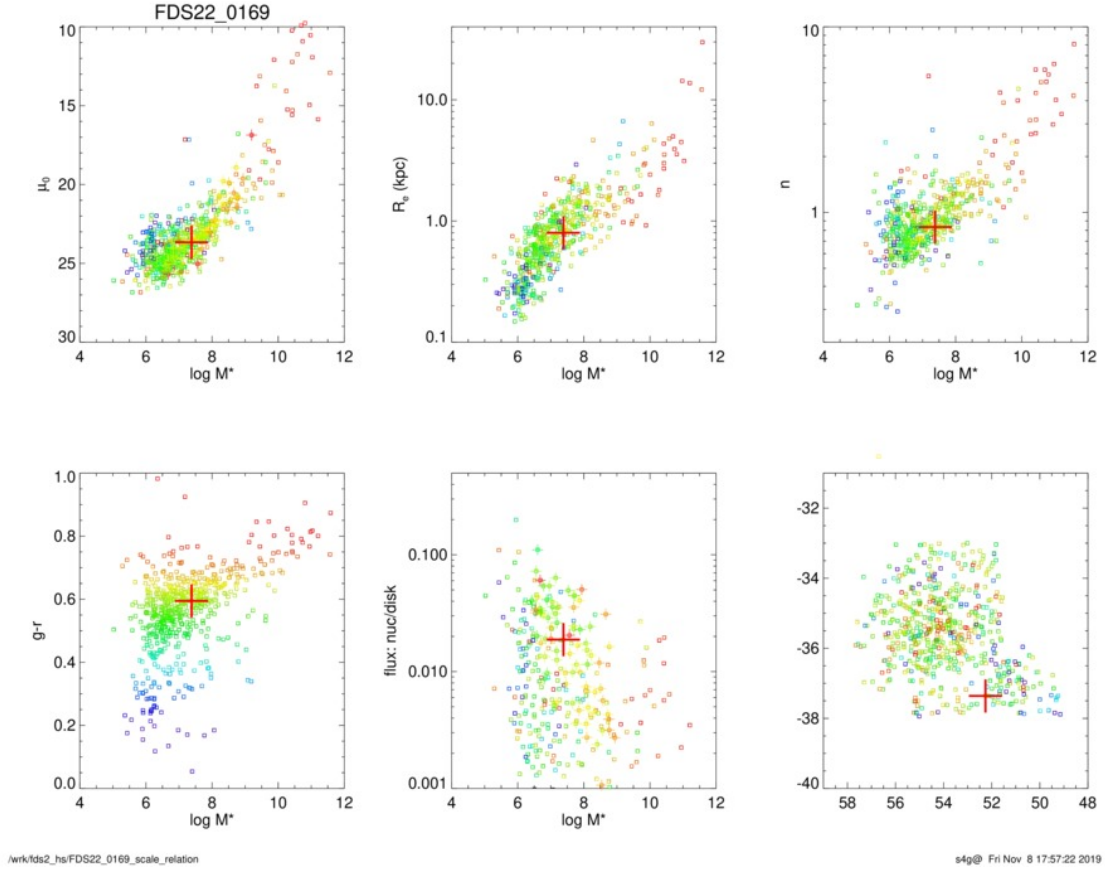 FDS22_0169
10
15
20
25
30
μ₀
4 6 8 10 12
log M*
10.0
1.0
0.1
Rₑ (kpc)
4 6 8 10 12
log M*
10
1
n
4 6 8 10 12
log M*
1.0
0.8
0.6
0.4
0.2
0.0
g-r
4 6 8 10 12
log M*
0.100
0.010
0.001
flux: nuc/disk
4 6 8 10 12
log M*
-32
-34
-36
-38
-40
58 56 54 52 50 48
/wrk/fds2_hs/FDS22_0169_scale_relation
s4g@ Fri Nov 8 17:57:22 2019